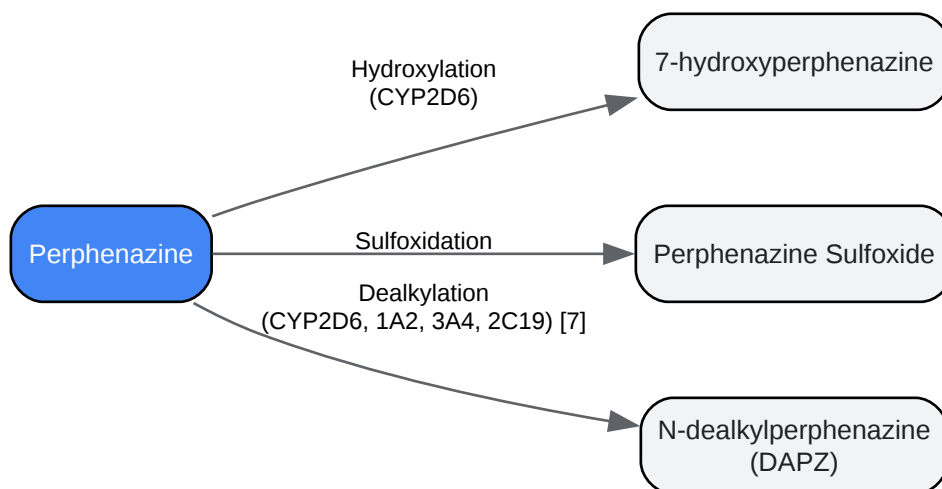 Hydroxylation
(CYP2D6)
7-hydroxyperphenazine
Perphenazine
Sulfoxidation
Perphenazine Sulfoxide
Dealkylation
(CYP2D6, 1A2, 3A4, 2C19) [7]
N-dealkylperphenazine
(DAPZ)